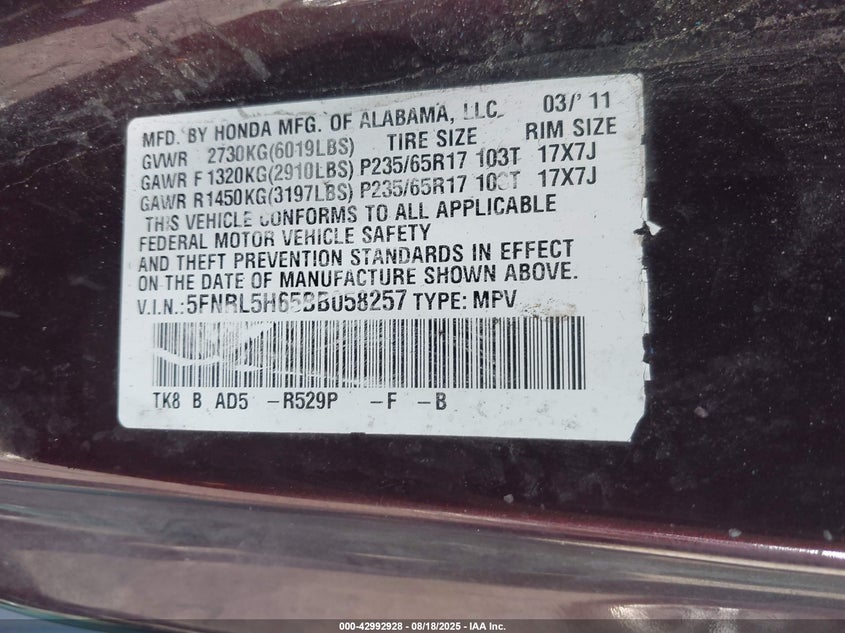 MFD. BY HONDA MFG. OF ALABAMA, LLC. 03/' 11
GVWR 2730KG(6019LBS) TIRE SIZE RIM SIZE
GAWR F 1320KG(2910LBS) P235/65R17 103T 17X7J
GAWR R1450KG(3197LBS) P235/65R17 103T 17X7J
THIS VEHICLE CONFORMS TO ALL APPLICABLE
FEDERAL MOTOR VEHICLE SAFETY
AND THEFT PREVENTION STANDARDS IN EFFECT
ON THE DATE OF MANUFACTURE SHOWN ABOVE.
V.I.N.:5FNRL5H65BB058257 TYPE: MPV
TK8 B AD5 -R529P -F -B
000-42992928 - 08/18/2025 - IAA Inc.